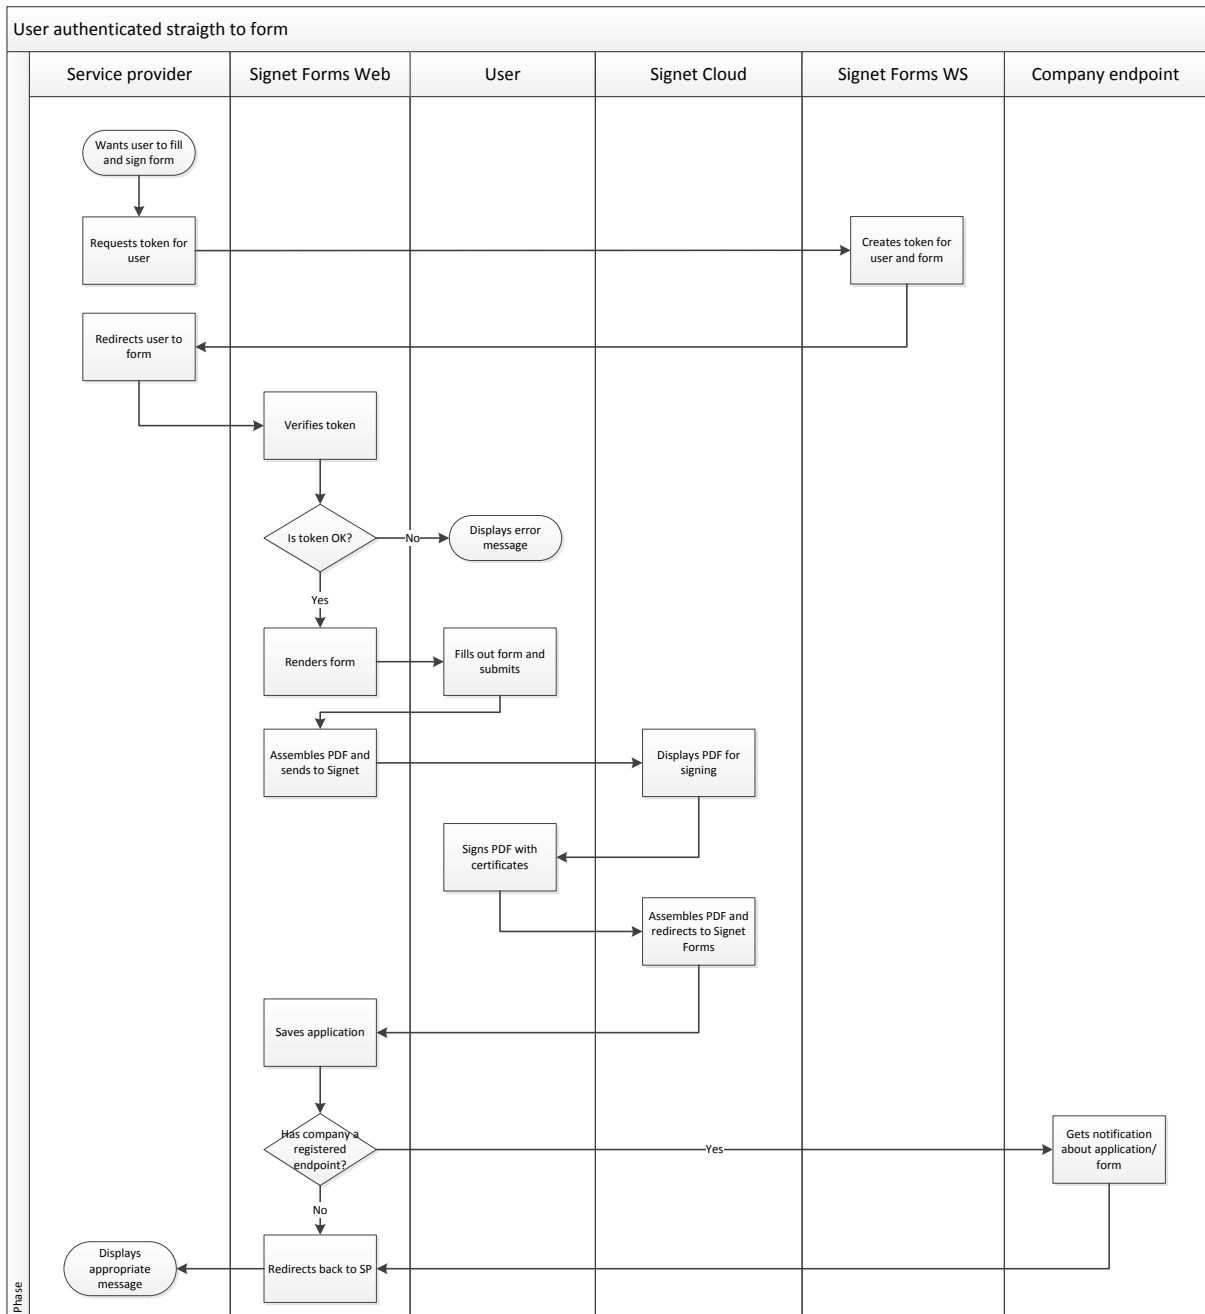 User authenticated straigth to form
Service provider
Signet Forms Web
User
Signet Cloud
Signet Forms WS
Company endpoint
Wants user to fill
and sign form
Requests token for
user
Creates token for
user and form
Redirects user to
form
Verifies token
Is token OK?
No
Displays error
message
Yes
Renders form
Fills out form and
submits
Assembles PDF and
sends to Signet
Displays PDF for
signing
Signs PDF with
certificates
Assembles PDF and
redirects to Signet
Forms
Saves application
Has company a
registered
endpoint?
Yes
Gets notification
about application/
form
No
Displays
appropriate
message
Redirects back to SP
Phase